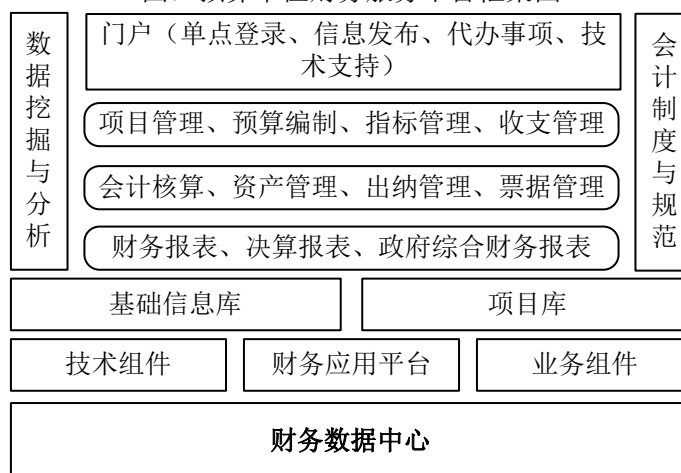 数据挖掘与分析
门户（单点登录、信息发布、代办事项、技
术支持）
会计制度与规范
项目管理、预算编制、指标管理、收支管理
会计核算、资产管理、出纳管理、票据管理
财务报表、决算报表、政府综合财务报表
基础信息库
项目库
技术组件
财务应用平台
业务组件
财务数据中心